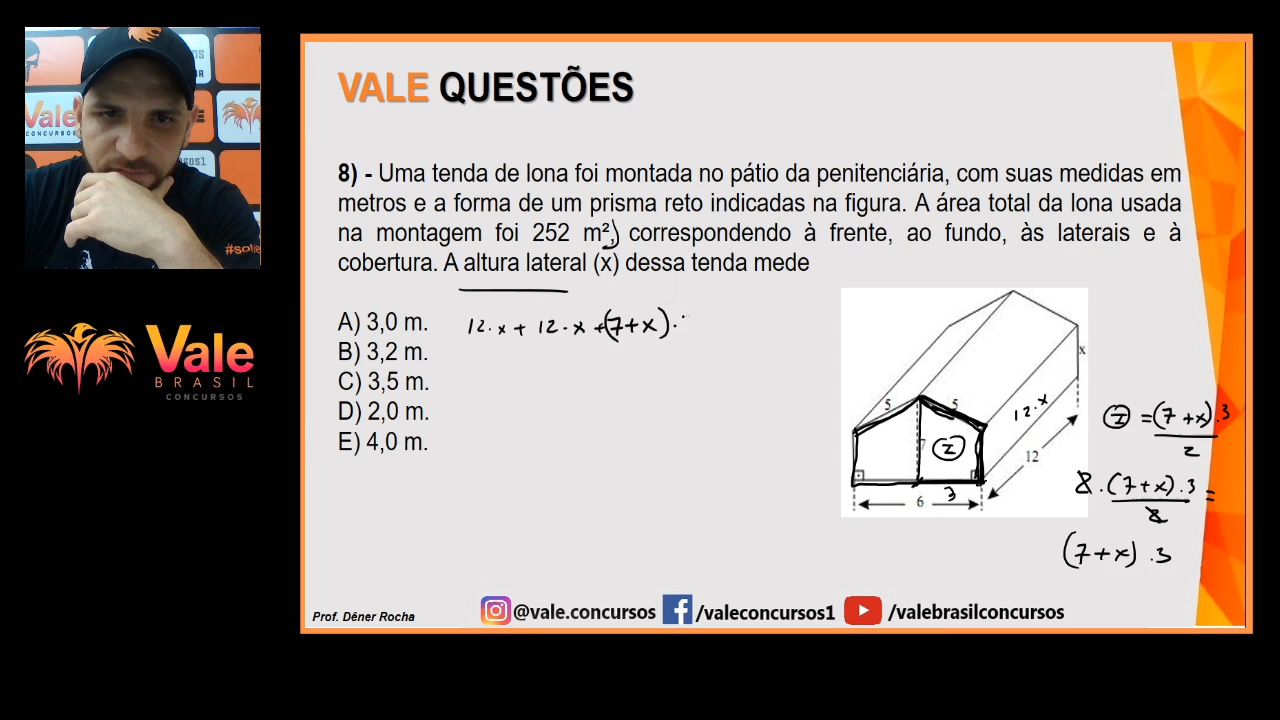 VALE QUESTÕES
8) - Uma tenda de lona foi montada no pátio da penitenciária, com suas medidas em
metros e a forma de um prisma reto indicadas na figura. A área total da lona usada
na montagem foi 252 m², correspondendo à frente, ao fundo, às laterais e à
cobertura. A altura lateral (x) dessa tenda mede
A) 3,0 m.
B) 3,2 m.
C) 3,5 m.
D) 2,0 m.
E) 4,0 m.
12.x + 12.x + (7+x).
x
5
5
12.x
7
12
6
3
= (7+x).3
2
2.(7+x).3 =
2
(7+x).3
Vale
BRASIL
CONCURSOS
Vale
CONCURSOS
Prof. Dêner Rocha
@vale.concursos
/valeconcursos1
/valebrasilconcursos